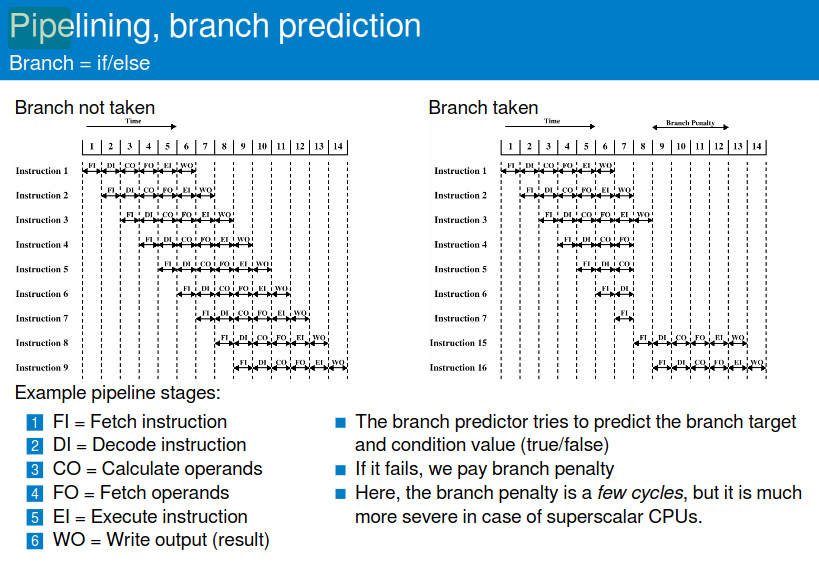 Pipelining, branch prediction
Branch = if/else
Branch not taken
Time
1 2 3 4 5 6 7 8 9 10 11 12 13 14
Instruction 1 FI DI CO FO EI WO
Instruction 2 FI DI CO FO EI WO
Instruction 3 FI DI CO FO EI WO
Instruction 4 FI DI CO FO EI WO
Instruction 5 FI DI CO FO EI WO
Instruction 6 FI DI CO FO EI WO
Instruction 7 FI DI CO FO EI WO
Instruction 8 FI DI CO FO EI WO
Instruction 9 FI DI CO FO EI WO
Branch taken
Time Branch Penalty
1 2 3 4 5 6 7 8 9 10 11 12 13 14
Instruction 1 FI DI CO FO EI WO
Instruction 2 FI DI CO FO EI WO
Instruction 3 FI DI CO FO EI WO
Instruction 4 FI DI CO FO
Instruction 5 FI DI CO
Instruction 6 FI DI
Instruction 7 FI
Instruction 15 FI DI CO FO EI WO
Instruction 16 FI DI CO FO EI WO
Example pipeline stages:
1 FI = Fetch instruction
2 DI = Decode instruction
3 CO = Calculate operands
4 FO = Fetch operands
5 EI = Execute instruction
6 WO = Write output (result)
The branch predictor tries to predict the branch target
and condition value (true/false)
If it fails, we pay branch penalty
Here, the branch penalty is a few cycles, but it is much
more severe in case of superscalar CPUs.